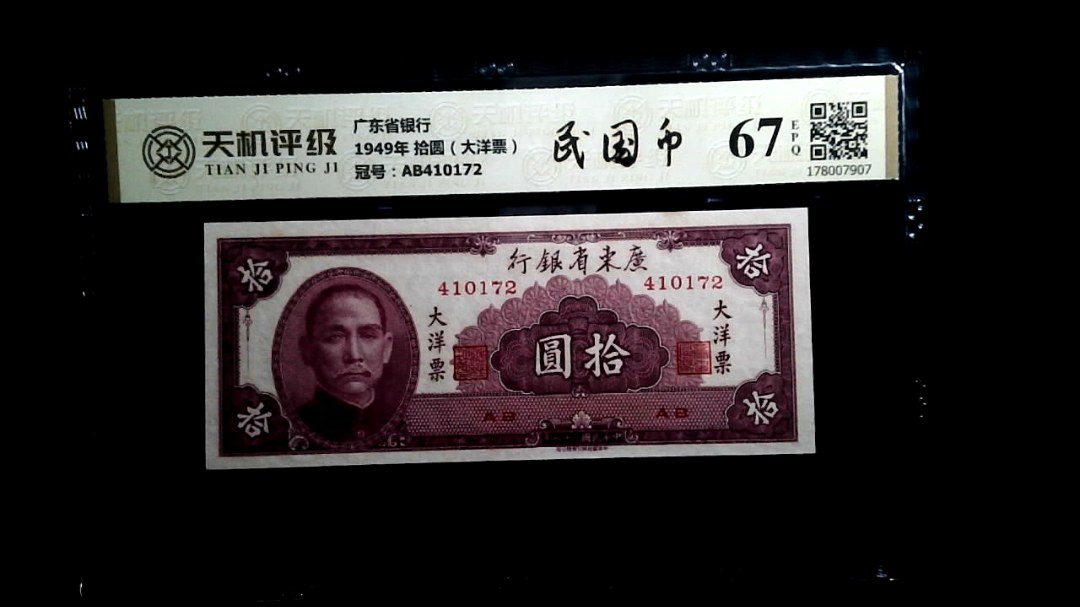 天机评级
TIAN JI PING JI
广东省银行
1949年 拾圆（大洋票）
冠号：AB410172
民国币
67
EPQ
178007907
拾
行銀省東廣
拾
410172
410172
大洋票
大洋票
圓拾
AB
AB
拾
拾